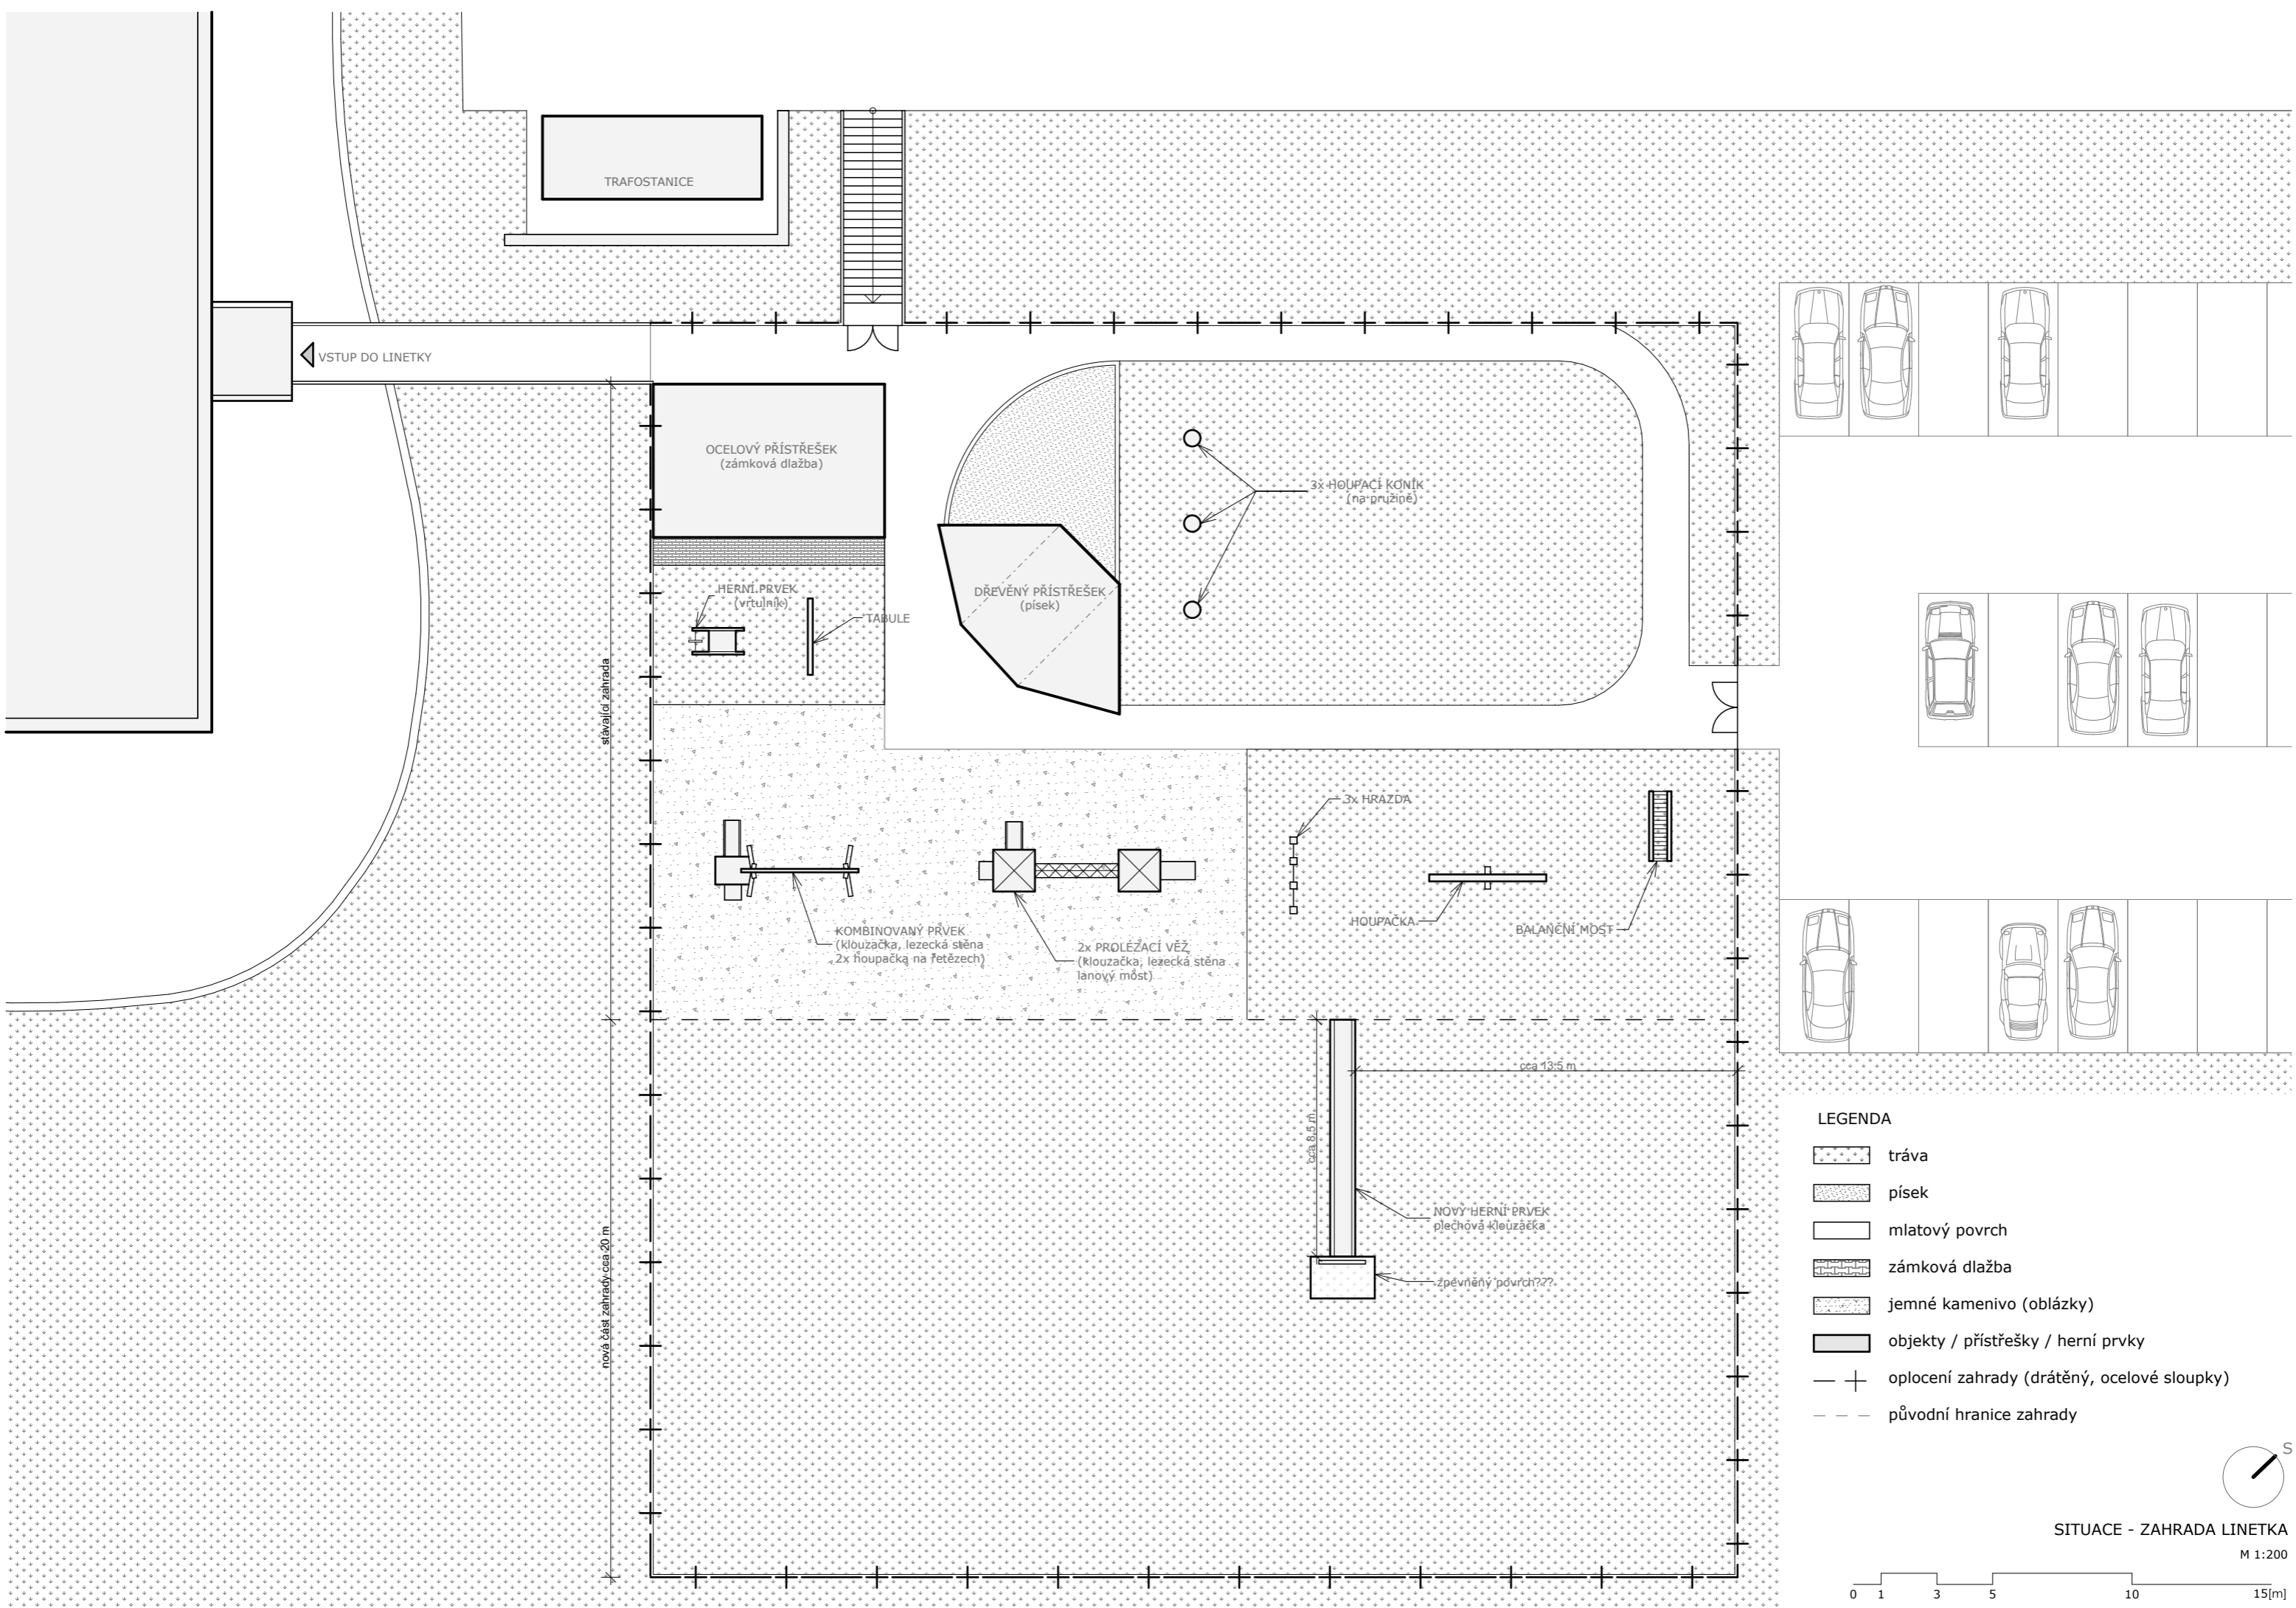 TRAFOSTANICE
VSTUP DO LINETKY
OCELOVÝ PŘÍSTŘEŠEK
(zámková dlažba)
3x HOUPACÍ KONÍK
(na pružině)
HERNÍ PRVEK
(vrtulník)
TABULE
DŘEVĚNÝ PŘÍSTŘEŠEK
(písek)
stávající zahrada
3x HRAZDA
HOUPAČKA
BALANČNÍ MOST
KOMBINOVANÝ PRVEK
(klouzačka, lezecká stěna
2x houpačka na řetězech)
2x PROLÉZACÍ VĚŽ
(klouzačka, lezecká stěna
lanový most)
cca 13.5 m
cca 8.5 m
NOVÝ HERNÍ PRVEK
plechová klouzačka
zpevněný povrch???
nová část zahrady cca 20 m
LEGENDA
tráva
písek
mlatový povrch
zámková dlažba
jemné kamenivo (oblázky)
objekty / přístřešky / herní prvky
oplocení zahrady (drátěný, ocelové sloupky)
původní hranice zahrady
S
SITUACE - ZAHRADA LINETKA
M 1:200
0 1 3 5 10 15[m]